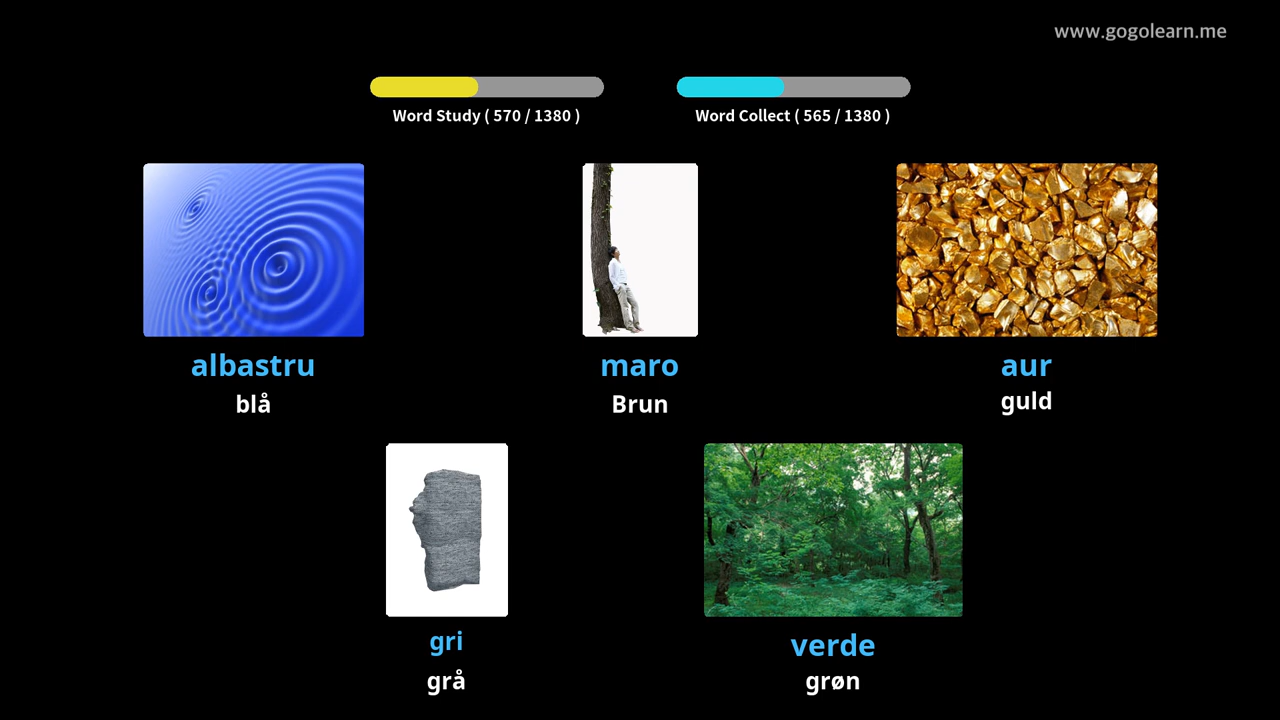 www.gogolearn.me
Word Study ( 570 / 1380 )
Word Collect ( 565 / 1380 )
albastru
blå
maro
Brun
aur
guld
gri
grå
verde
grøn